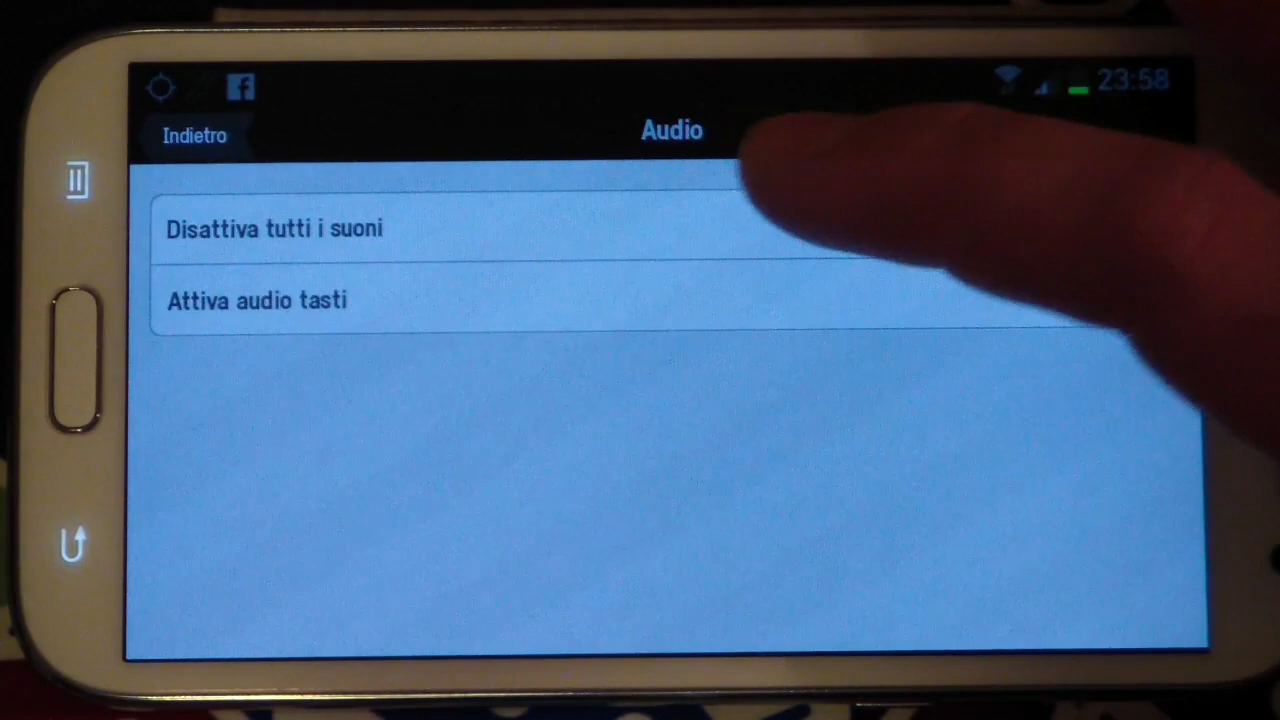 23:58
Indietro
Audio
Disattiva tutti i suoni
Attiva audio tasti